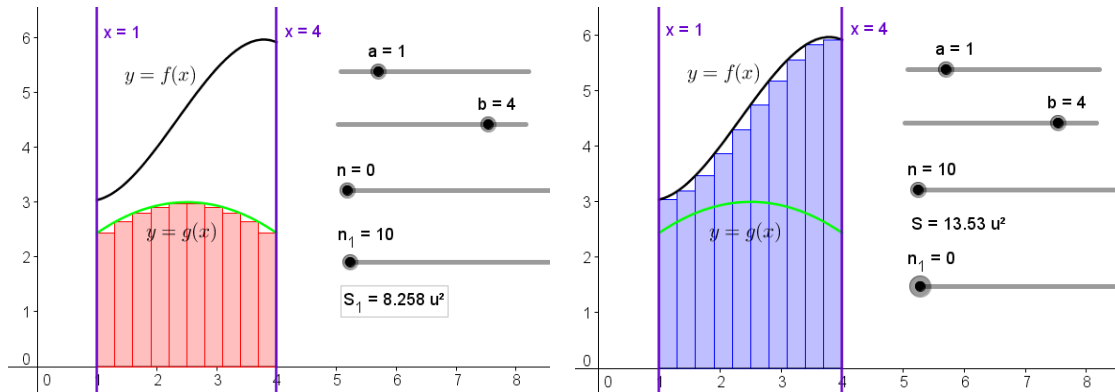 x = 1
x = 4
a = 1
y = f(x)
b = 4
n = 0
y = g(x)
n₁ = 10
S₁ = 8.258 u²
6
5
4
3
2
1
0
0 1 2 3 4 5 6 7 8
x = 1
x = 4
a = 1
y = f(x)
b = 4
n = 10
S = 13.53 u²
y = g(x)
n₁ = 0
6
5
4
3
2
1
0
0 1 2 3 4 5 6 7 8